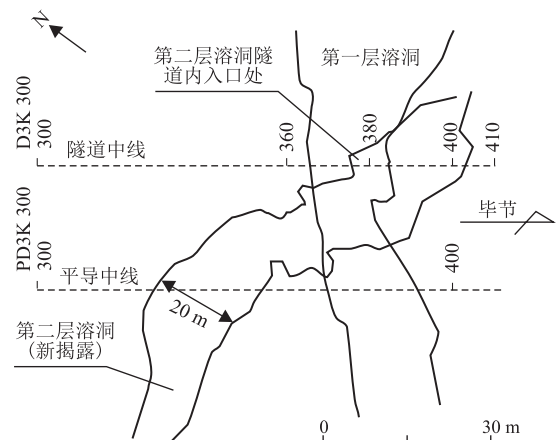 N
第二层溶洞隧
道内入口处
第一层溶洞
D3K 300
300
360
380
400
410
隧道中线
毕节
PD3K 300
300
400
平导中线
20 m
第二层溶洞
(新揭露)
0
30 m